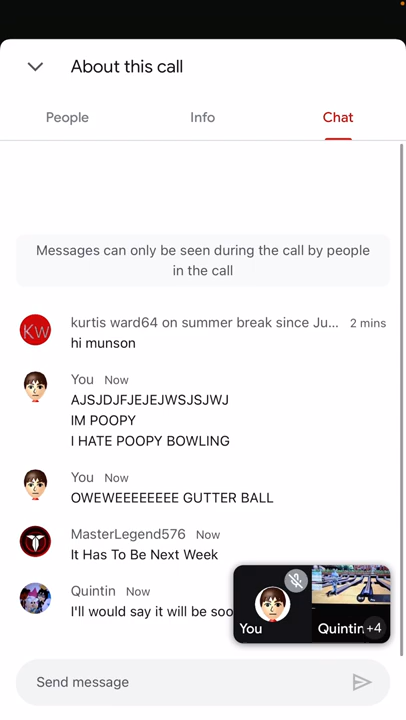 About this call
People Info Chat
Messages can only be seen during the call by people
in the call
KW
kurtis ward64 on summer break since Ju... 2 mins
hi munson
You Now
AJSJDJFJEJEJWSJSJWJ
IM POOPY
I HATE POOPY BOWLING
You Now
OWEWEEEEEEEE GUTTER BALL
MasterLegend576 Now
It Has To Be Next Week
Quintin Now
I'll would say it will be soo
You Quintin +4
Send message